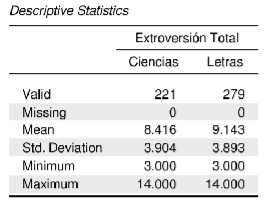 Descriptive Statistics
Extroversión Total
Ciencias Letras
Valid 221 279
Missing 0 0
Mean 8.416 9.143
Std. Deviation 3.904 3.893
Minimum 3.000 3.000
Maximum 14.000 14.000